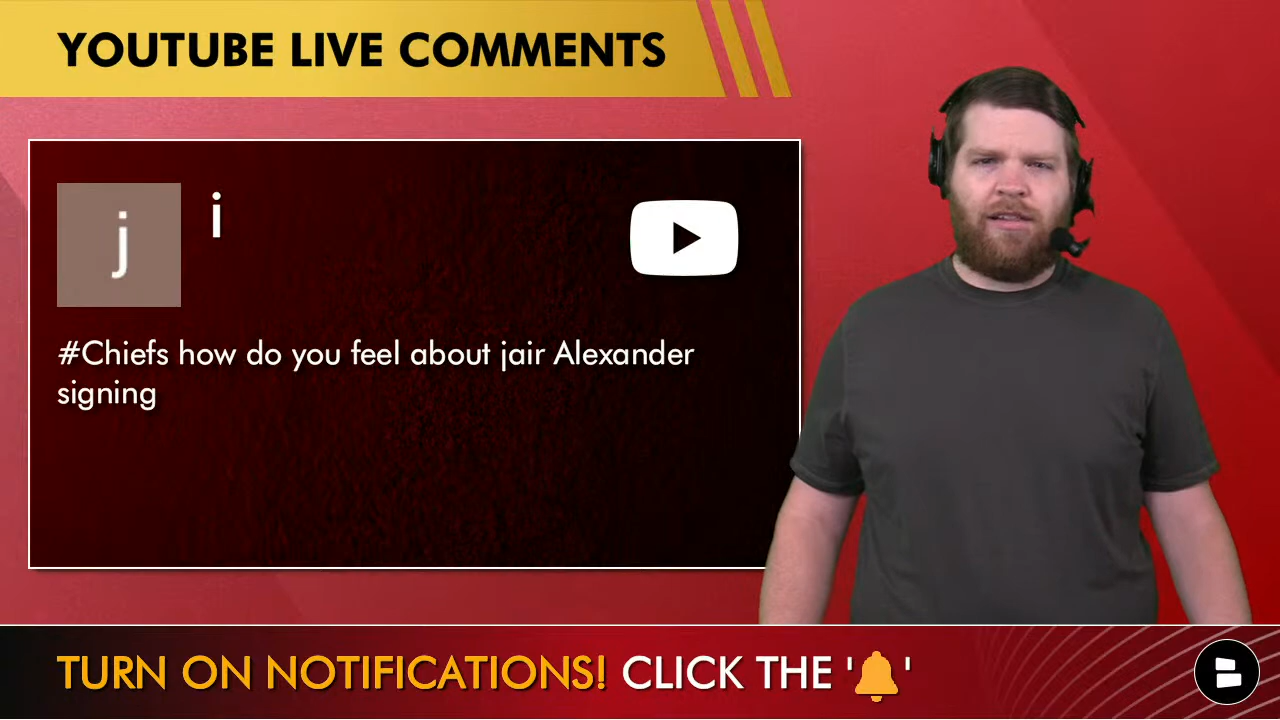 YOUTUBE LIVE COMMENTS
j
i
#Chiefs how do you feel about jair Alexander
signing
TURN ON NOTIFICATIONS! CLICK THE '🔔'